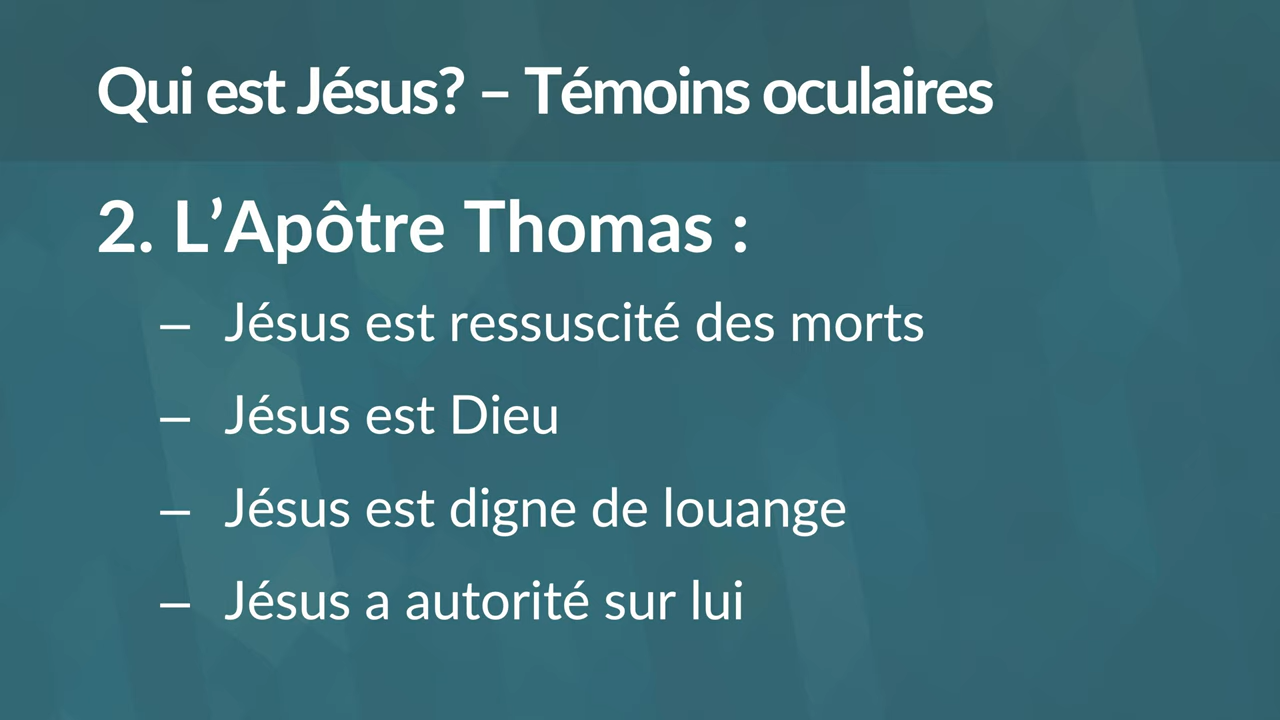 Qui est Jésus? – Témoins oculaires
2. L’Apôtre Thomas :
– Jésus est ressuscité des morts
– Jésus est Dieu
– Jésus est digne de louange
– Jésus a autorité sur lui